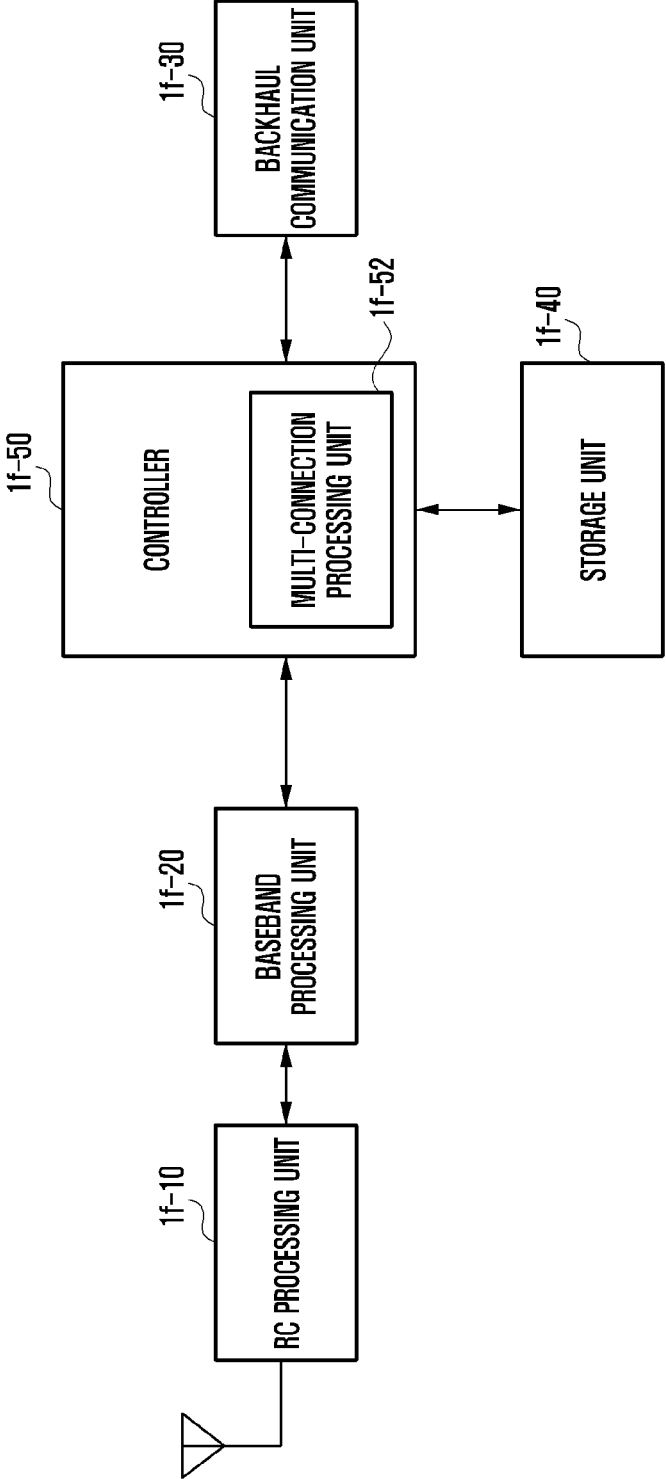 1f-10
RC PROCESSING UNIT
1f-20
BASEBAND
PROCESSING UNIT
1f-50
CONTROLLER
1f-52
MULTI-CONNECTION
PROCESSING UNIT
1f-30
BACKHAUL
COMMUNICATION UNIT
1f-40
STORAGE UNIT